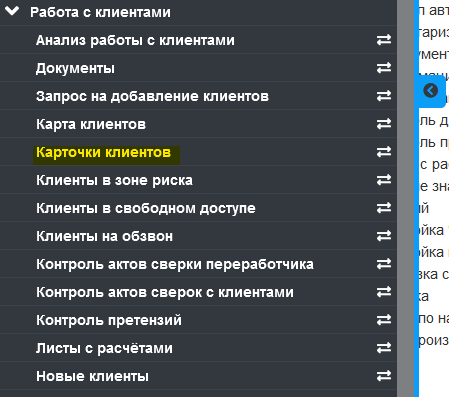 Работа с клиентами
Анализ работы с клиентами
Документы
Запрос на добавление клиентов
Карта клиентов
Карточки клиентов
Клиенты в зоне риска
Клиенты в свободном доступе
Клиенты на обзвон
Контроль актов сверки переработчика
Контроль актов сверок с клиентами
Контроль претензий
Листы с расчётами
Новые клиенты